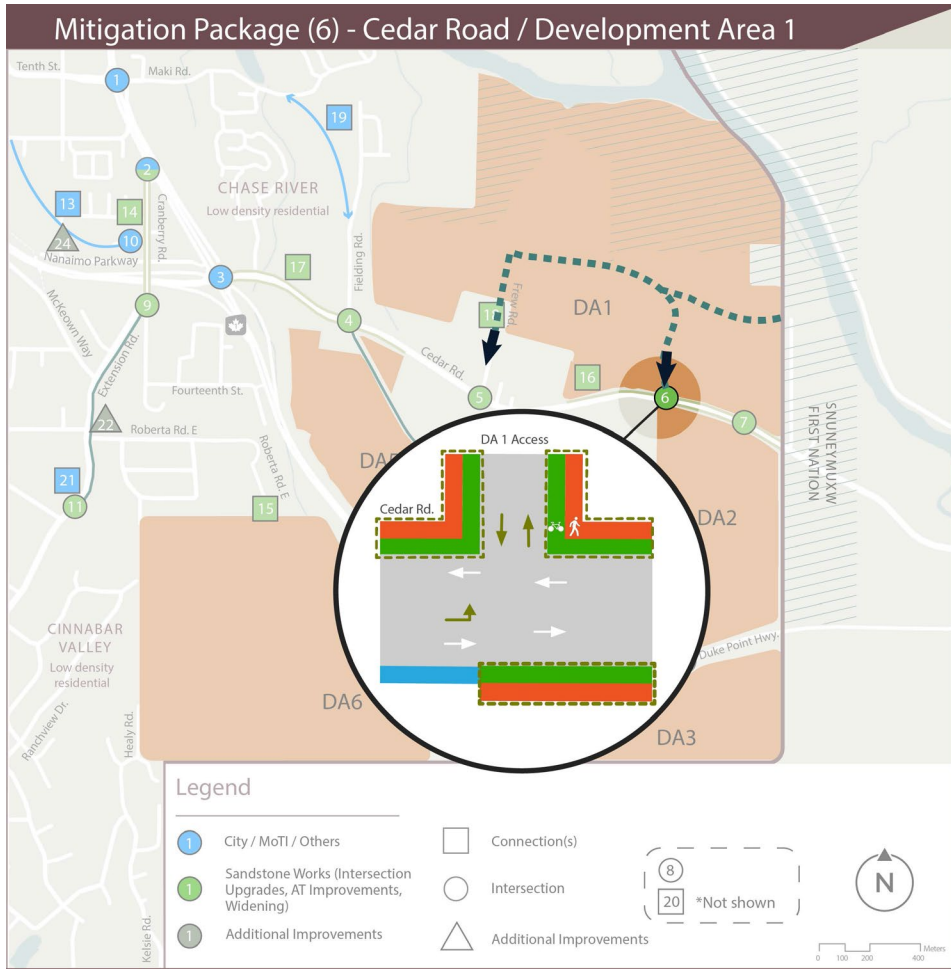 Mitigation Package (6) - Cedar Road / Development Area 1
Tenth St.
Maki Rd.
1
19
2
CHASE RIVER
Low density
residential
13
14
Cranberry Rd.
24
10
Nanaimo Parkway
17
3
Fielding Rd.
Frew Rd.
DA1
McKeown Way
9
4
Cedar Rd.
16
Extension Rd.
Fourteenth St.
5
6
7
22
Roberta Rd. E
Roberta Rd. E
SNUNEYMUXW
FIRST NATION
21
11
15
DA2
DA 1 Access
Cedar Rd.
CINNABAR
VALLEY
Low density
residential
Duke Point Hwy.
Ranchview Dr.
Healy Rd.
DA6
DA3
Kelsie Rd.
Legend
1
City / MoTI / Others
Connection(s)
1
Sandstone Works (Intersection
Upgrades, AT Improvements,
Widening)
Intersection
1
Additional Improvements
Additional Improvements
8
20
*Not shown
N
Meters
0 100 200 400